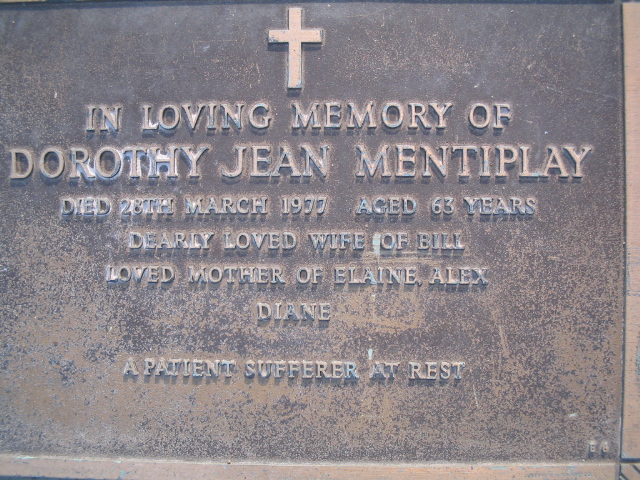 IN LOVING MEMORY OF
DOROTHY JEAN MENTIPLAY
DIED 28TH MARCH 1977 AGED 63 YEARS
DEARLY LOVED WIFE OF BILL
LOVED MOTHER OF ELAINE, ALEX
DIANE
A PATIENT SUFFERER AT REST